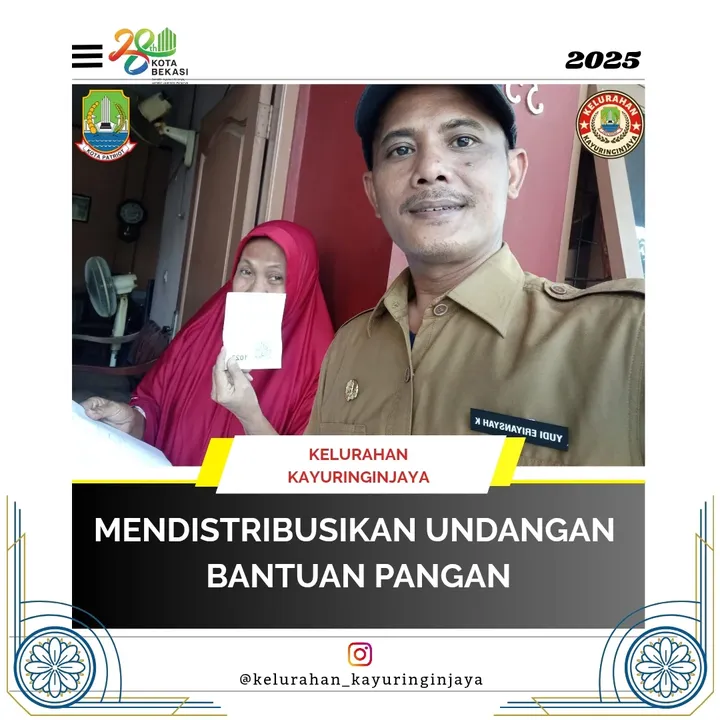 28th
KOTA
BEKASI
2025
KOTA PATRIOT
KELURAHAN
KAYURINGINJAYA
YUDI ERIYANSYAH K
KELURAHAN
KAYURINGINJAYA
MENDISTRIBUSIKAN UNDANGAN
BANTUAN PANGAN
@kelurahan_kayuringinjaya